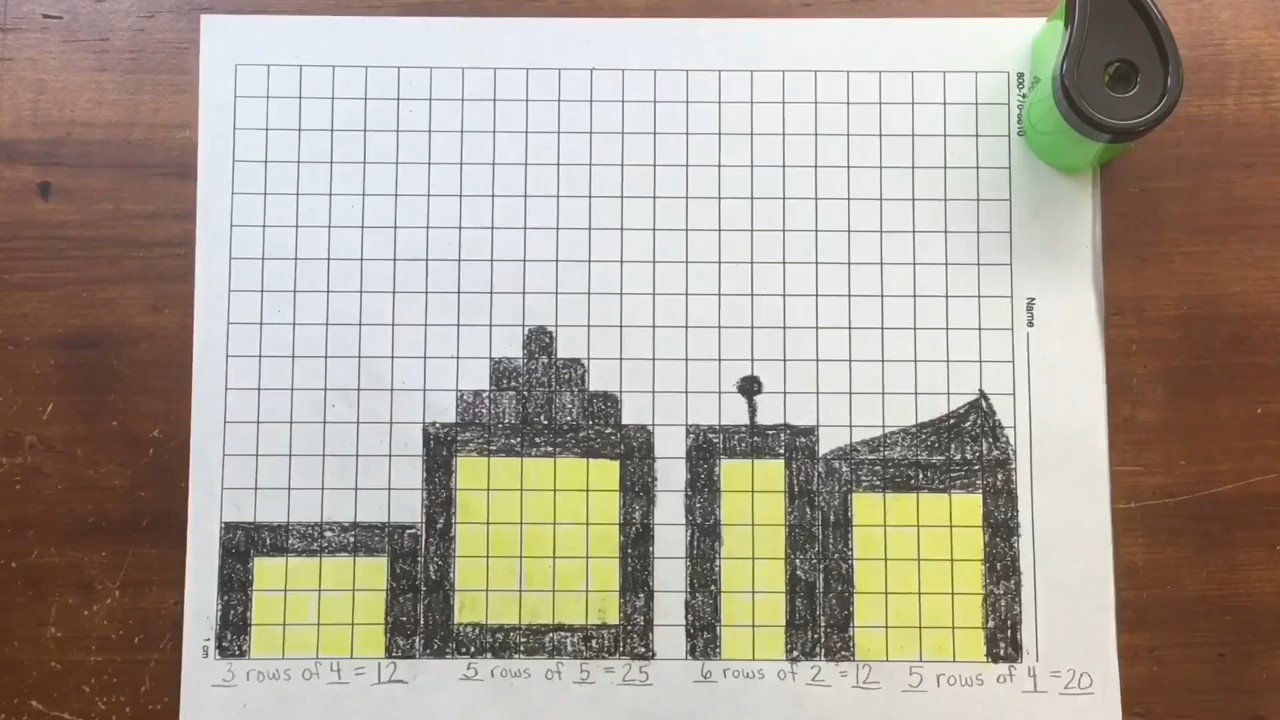 Name
1 cm
3 rows of 4 = 12
5 rows of 5 = 25
6 rows of 2 = 12
5 rows of 4 = 20